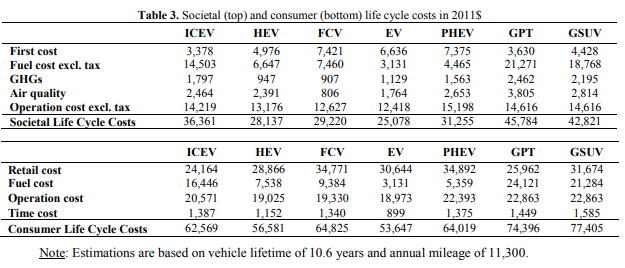 Table 3. Societal (top) and consumer (bottom) life cycle costs in 2011$
ICEV HEV FCV EV PHEV GPT GSUV
First cost 3,378 4,976 7,421 6,636 7,375 3,630 4,428
Fuel cost excl. tax 14,503 6,647 7,460 3,131 4,465 21,271 18,768
GHGs 1,797 947 907 1,129 1,563 2,462 2,195
Air quality 2,464 2,391 806 1,764 2,653 3,805 2,814
Operation cost excl. tax 14,219 13,176 12,627 12,418 15,198 14,616 14,616
Societal Life Cycle Costs 36,361 28,137 29,220 25,078 31,255 45,784 42,821
ICEV HEV FCV EV PHEV GPT GSUV
Retail cost 24,164 28,866 34,771 30,644 34,892 25,962 31,674
Fuel cost 16,446 7,538 9,384 3,131 5,359 24,121 21,284
Operation cost 20,571 19,025 19,330 18,973 22,393 22,863 22,863
Time cost 1,387 1,152 1,340 899 1,375 1,449 1,585
Consumer Life Cycle Costs 62,569 56,581 64,825 53,647 64,019 74,396 77,405
Note: Estimations are based on vehicle lifetime of 10.6 years and annual mileage of 11,300.